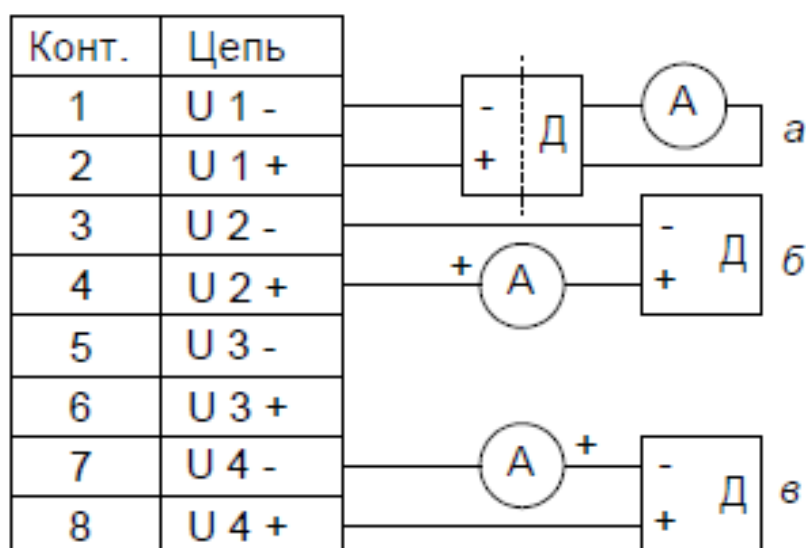 Конт. Цепь
1 U 1 -
2 U 1 +
3 U 2 -
4 U 2 +
5 U 3 -
6 U 3 +
7 U 4 -
8 U 4 +
- + Д А а
+ А - + Д б
А + - + Д в